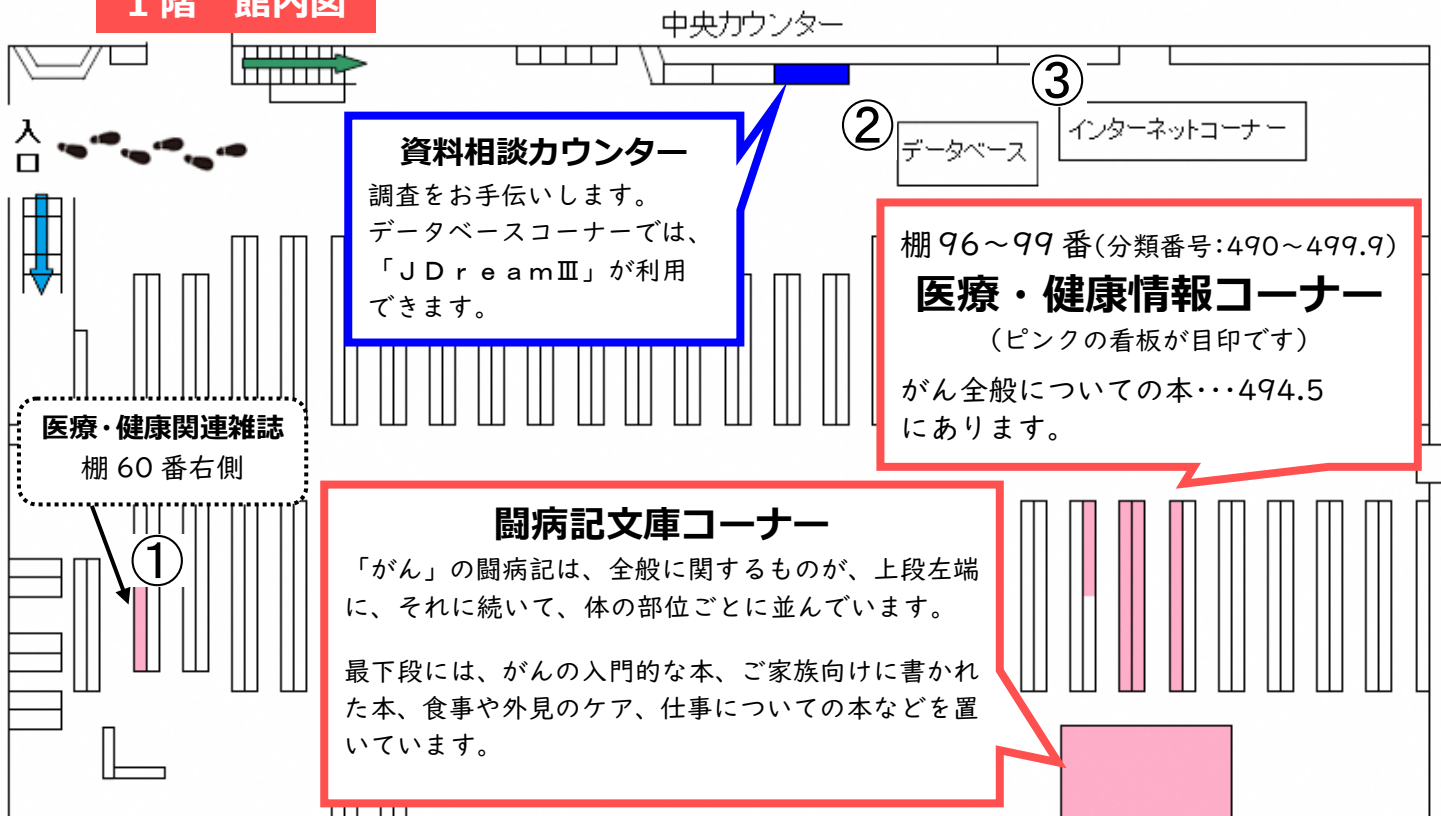 1階　館内図
中央カウンター
入口
③
②
データベース
インターネットコーナー
資料相談カウンター
調査をお手伝いします。
データベースコーナーでは、
「ＪＤｒｅａｍⅢ」が利用
できます。
棚96～99番(分類番号:490～499.9)
医療・健康情報コーナー
(ピンクの看板が目印です)
がん全般についての本･･･494.5
にあります。
医療・健康関連雑誌
棚60番右側
①
闘病記文庫コーナー
「がん」の闘病記は、全般に関するものが、上段左端
に、それに続いて、体の部位ごとに並んでいます。
最下段には、がんの入門的な本、ご家族向けに書かれ
た本、食事や外見のケア、仕事についての本などを置
いています。